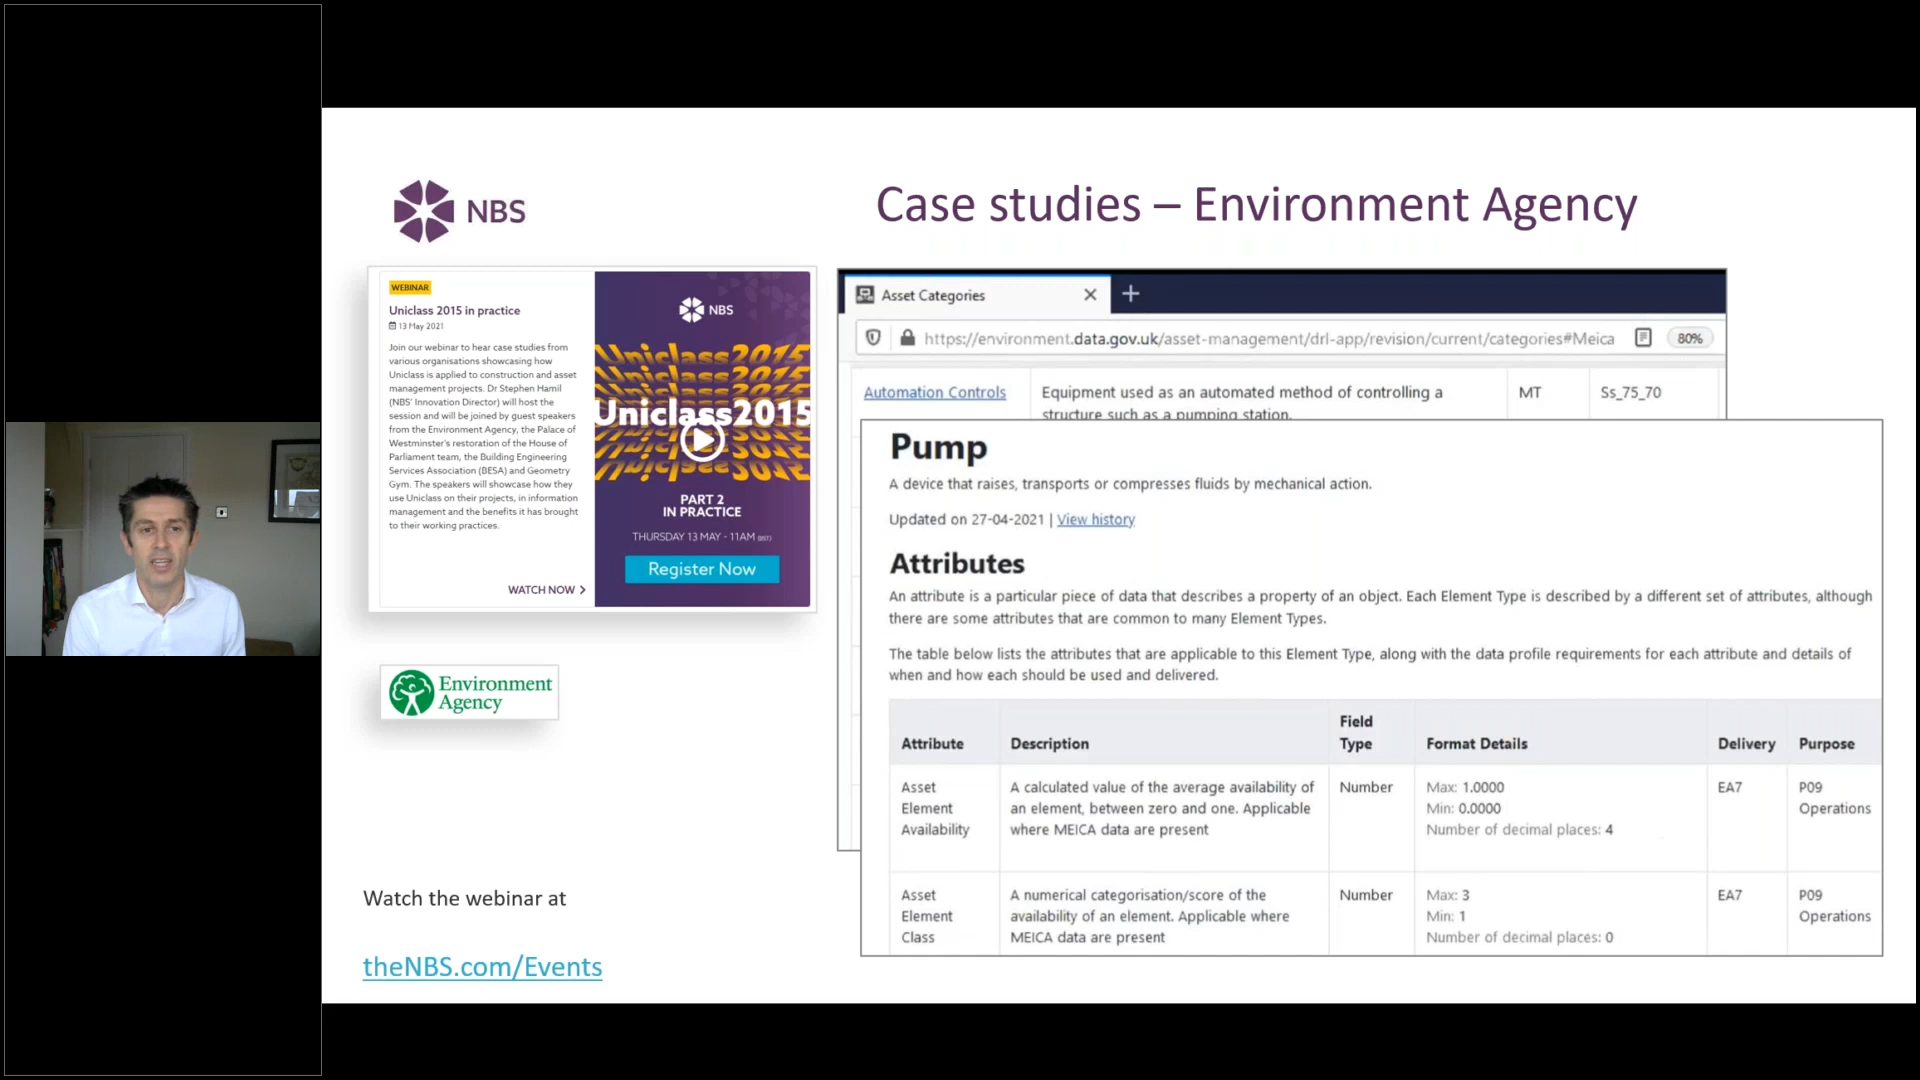 NBS
Case studies – Environment Agency
WEBINAR
Uniclass 2015 in practice
13 May 2021
Join our webinar to hear case studies from
various organisations showcasing how
Uniclass is applied to construction and asset
management projects. Dr Stephen Hamil
(NBS' Innovation Director) will host the
session and will be joined by guest speakers
from the Environment Agency, the Palace of
Westminster's restoration of the House of
Parliament team, the Building Engineering
Services Association (BESA) and Geometry
Gym. The speakers will showcase how they
use Uniclass on their projects, in information
management and the benefits it has brought
to their working practices.
WATCH NOW
NBS
Uniclass2015
Uniclass2015
Uniclass2015
Uniclass2015
Uniclass2015
PART 2
IN PRACTICE
THURSDAY 13 MAY - 11AM (BST)
Register Now
Environment
Agency
Watch the webinar at
theNBS.com/Events
Asset Categories
https://environment.data.gov.uk/asset-management/drl-app/revision/current/categories#Meica
80%
Automation Controls
Equipment used as an automated method of controlling a
structure such as a pumping station.
MT
Ss_75_70
Pump
A device that raises, transports or compresses fluids by mechanical action.
Updated on 27-04-2021 | View history
Attributes
An attribute is a particular piece of data that describes a property of an object. Each Element Type is described by a different set of attributes, although
there are some attributes that are common to many Element Types.
The table below lists the attributes that are applicable to this Element Type, along with the data profile requirements for each attribute and details of
when and how each should be used and delivered.
Attribute
Description
Field
Type
Format Details
Delivery
Purpose
Asset
Element
Availability
A calculated value of the average availability of
an element, between zero and one. Applicable
where MEICA data are present
Number
Max: 1.0000
Min: 0.0000
Number of decimal places: 4
EA7
P09
Operations
Asset
Element
Class
A numerical categorisation/score of the
availability of an element. Applicable where
MEICA data are present
Number
Max: 3
Min: 1
Number of decimal places: 0
EA7
P09
Operations